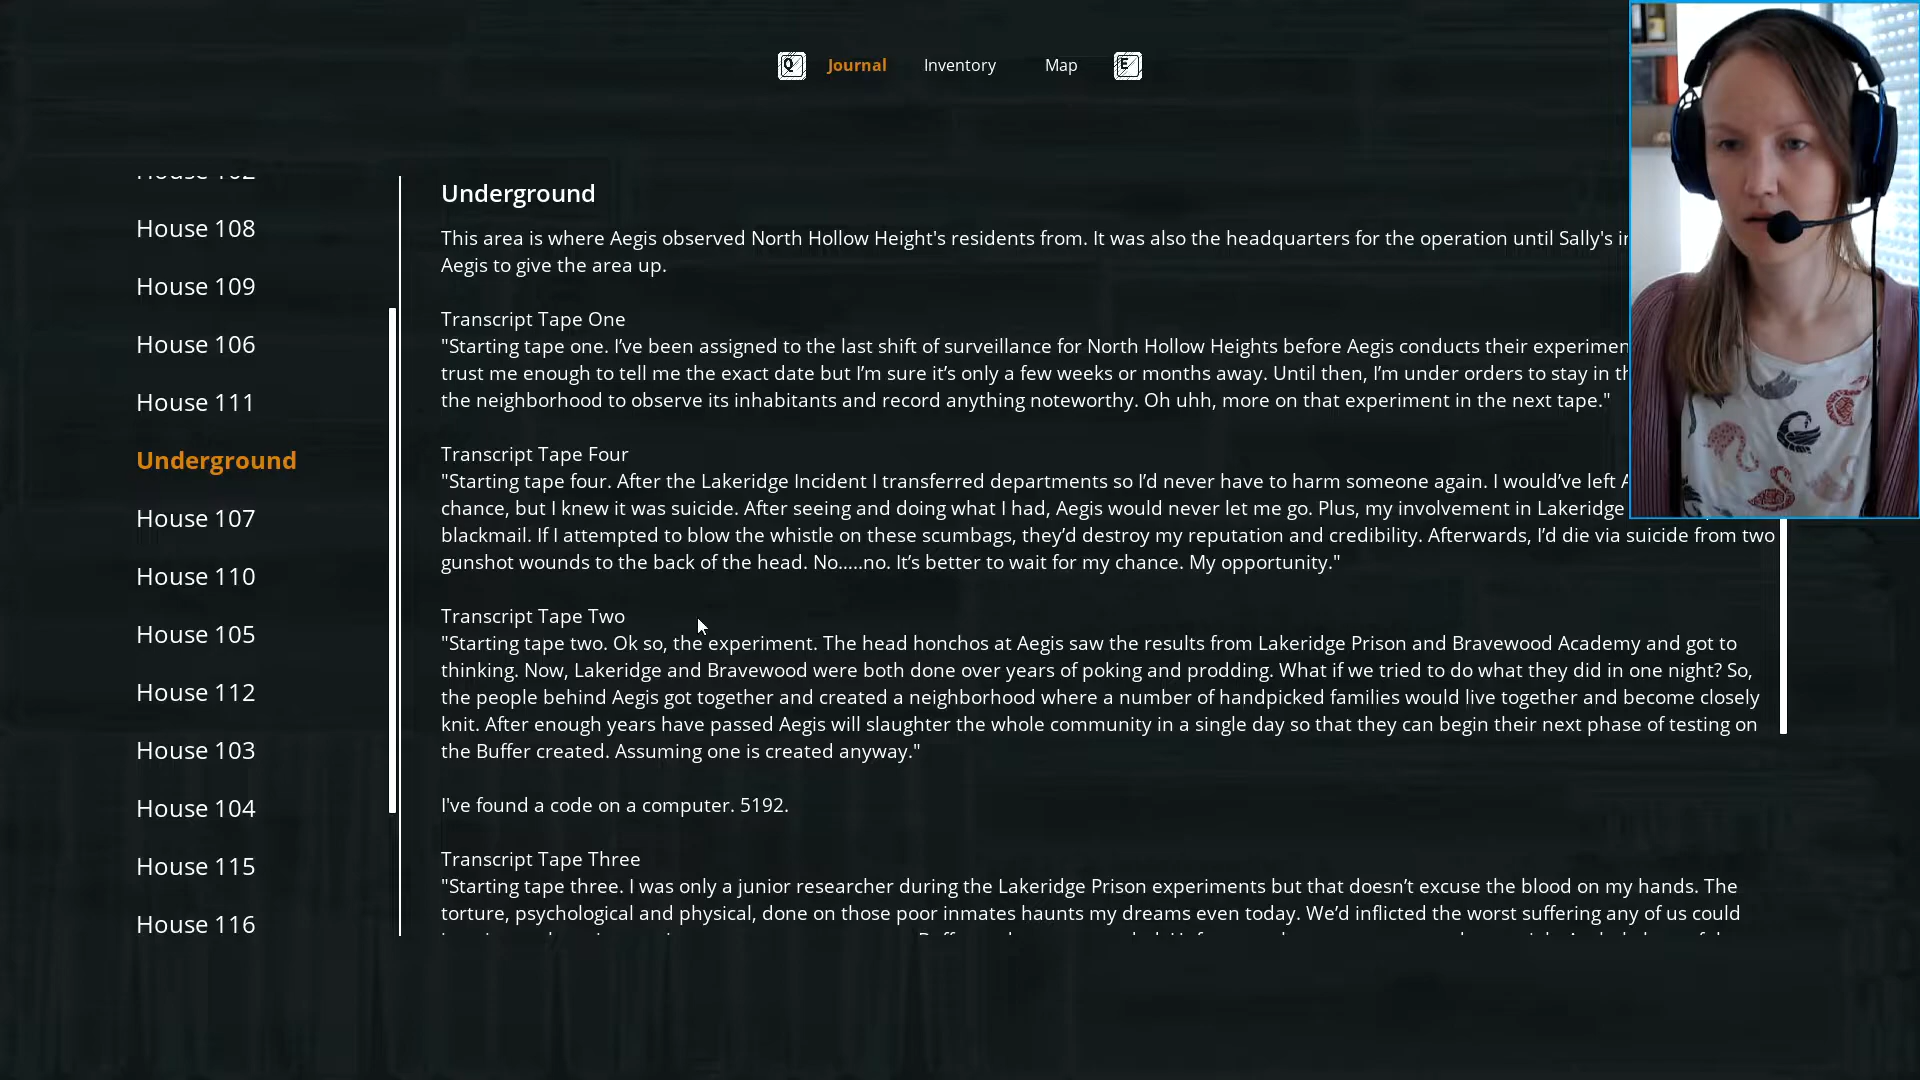 Q Journal Inventory Map E
House 102
House 108
House 109
House 106
House 111
Underground
House 107
House 110
House 105
House 112
House 103
House 104
House 115
House 116
Underground
This area is where Aegis observed North Hollow Height's residents from. It was also the headquarters for the operation until Sally's
Aegis to give the area up.
Transcript Tape One
"Starting tape one. I’ve been assigned to the last shift of surveillance for North Hollow Heights before Aegis conducts their
trust me enough to tell me the exact date but I’m sure it’s only a few weeks or months away. Until then, I’m under orders to stay in
the neighborhood to observe its inhabitants and record anything noteworthy. Oh uhh, more on that experiment in the next tape."
Transcript Tape Four
"Starting tape four. After the Lakeridge Incident I transferred departments so I’d never have to harm someone again. I would’ve left
chance, but I knew it was suicide. After seeing and doing what I had, Aegis would never let me go. Plus, my involvement in Lakeridge
blackmail. If I attempted to blow the whistle on these scumbags, they’d destroy my reputation and credibility. Afterwards, I’d die via suicide from two
gunshot wounds to the back of the head. No.....no. It’s better to wait for my chance. My opportunity."
Transcript Tape Two
"Starting tape two. Ok so, the experiment. The head honchos at Aegis saw the results from Lakeridge Prison and Bravewood Academy and got to
thinking. Now, Lakeridge and Bravewood were both done over years of poking and prodding. What if we tried to do what they did in one night? So,
the people behind Aegis got together and created a neighborhood where a number of handpicked families would live together and become closely
knit. After enough years have passed Aegis will slaughter the whole community in a single day so that they can begin their next phase of testing on
the Buffer created. Assuming one is created anyway."
I've found a code on a computer. 5192.
Transcript Tape Three
"Starting tape three. I was only a junior researcher during the Lakeridge Prison experiments but that doesn’t excuse the blood on my hands. The
torture, psychological and physical, done on those poor inmates haunts my dreams even today. We’d inflicted the worst suffering any of us could